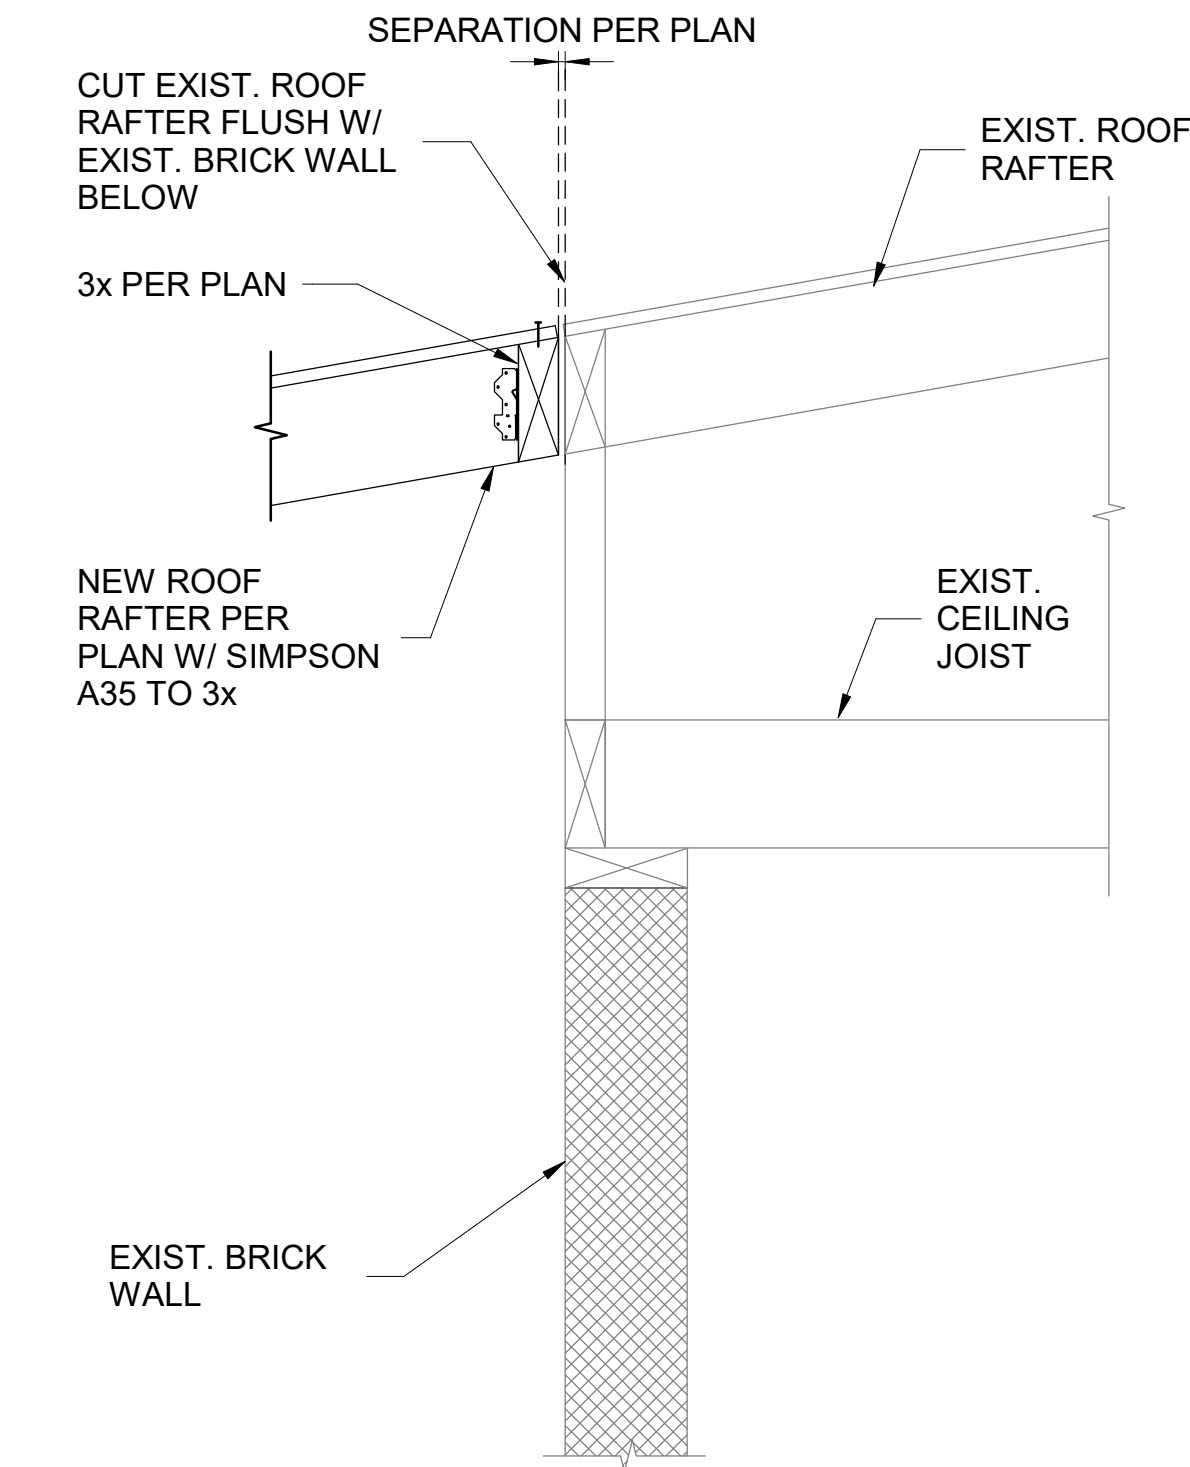 SEPARATION PER PLAN
CUT EXIST. ROOF
RAFTER FLUSH W/
EXIST. BRICK WALL
BELOW
EXIST. ROOF
RAFTER
3x PER PLAN
NEW ROOF
RAFTER PER
PLAN W/ SIMPSON
A35 TO 3x
EXIST.
CEILING
JOIST
EXIST. BRICK
WALL